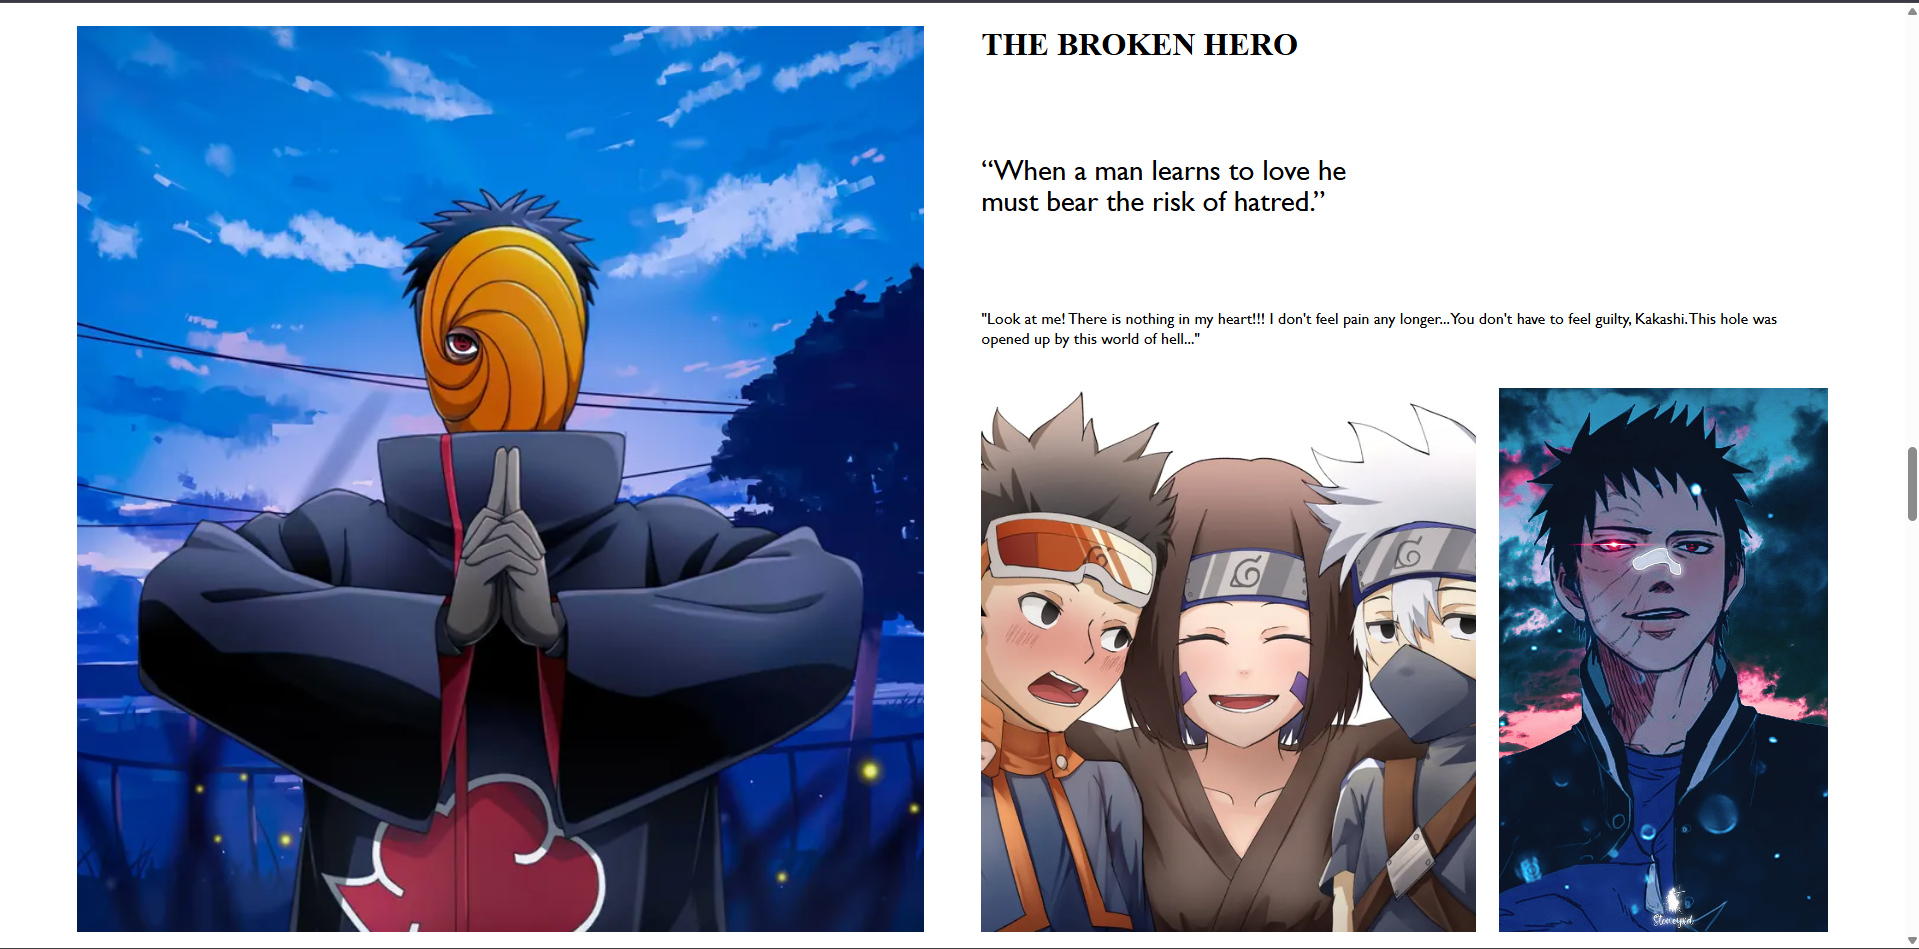 THE BROKEN HERO
“When a man learns to love he
must bear the risk of hatred.”
"Look at me! There is nothing in my heart!!! I don't feel pain any longer...You don't have to feel guilty, Kakashi.This hole was
opened up by this world of hell..."